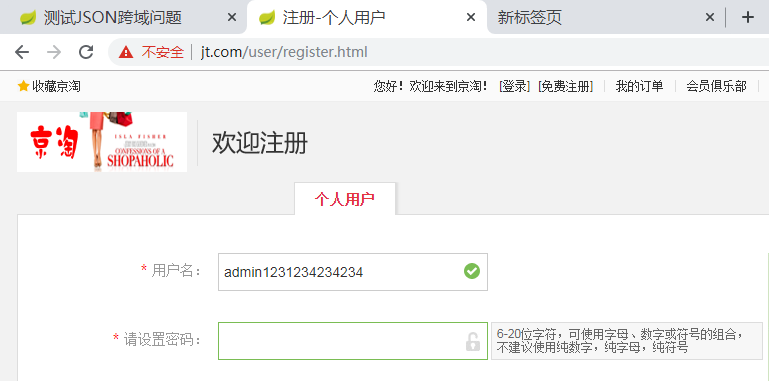 测试JSON跨域问题
注册-个人用户
新标签页
不安全 jt.com/user/register.html
收藏京淘
您好！欢迎来到京淘！ [登录] [免费注册] 我的订单 会员俱乐部
京淘
ISLA FISHER
CONFESSIONS OF A
SHOPAHOLIC
欢迎注册
个人用户
* 用户名：
admin1231234234234
* 请设置密码：
6-20位字符，可使用字母、数字或符号的组合，
不建议使用纯数字，纯字母，纯符号